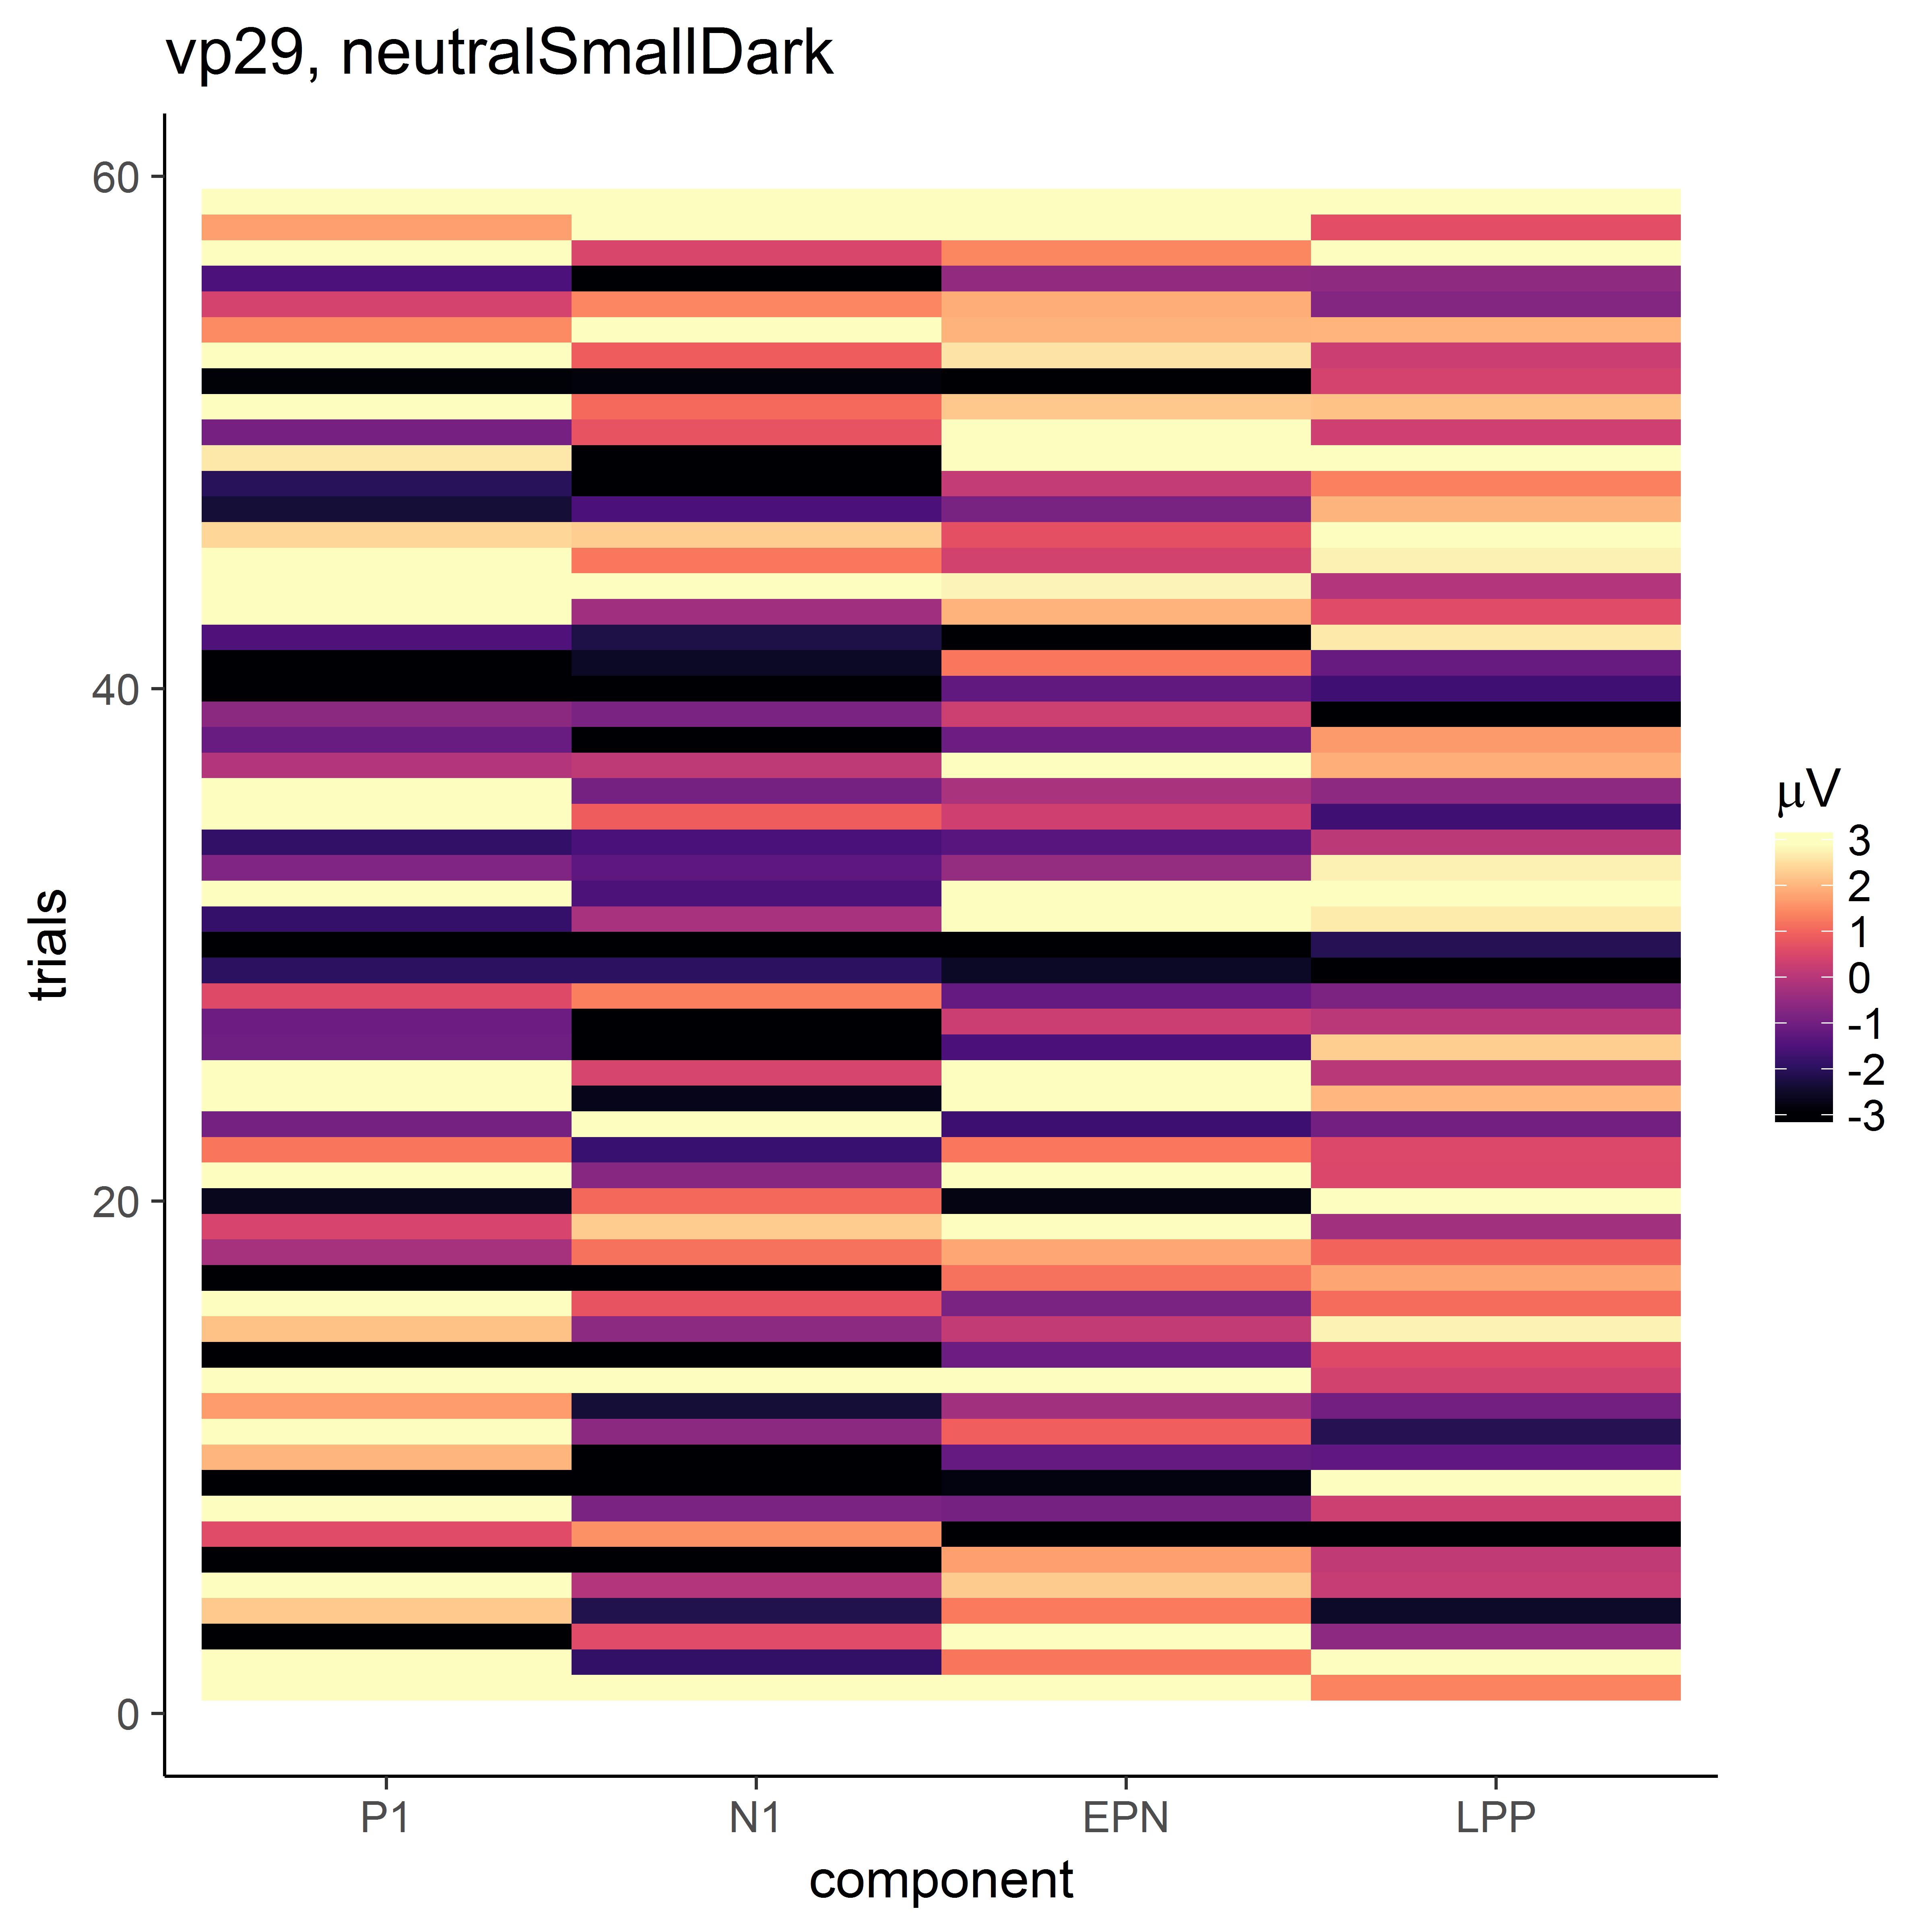 vp29, neutralSmallDark
60
40
20
0
trials
P1 N1 EPN LPP
component
μV
3
2
1
0
-1
-2
-3